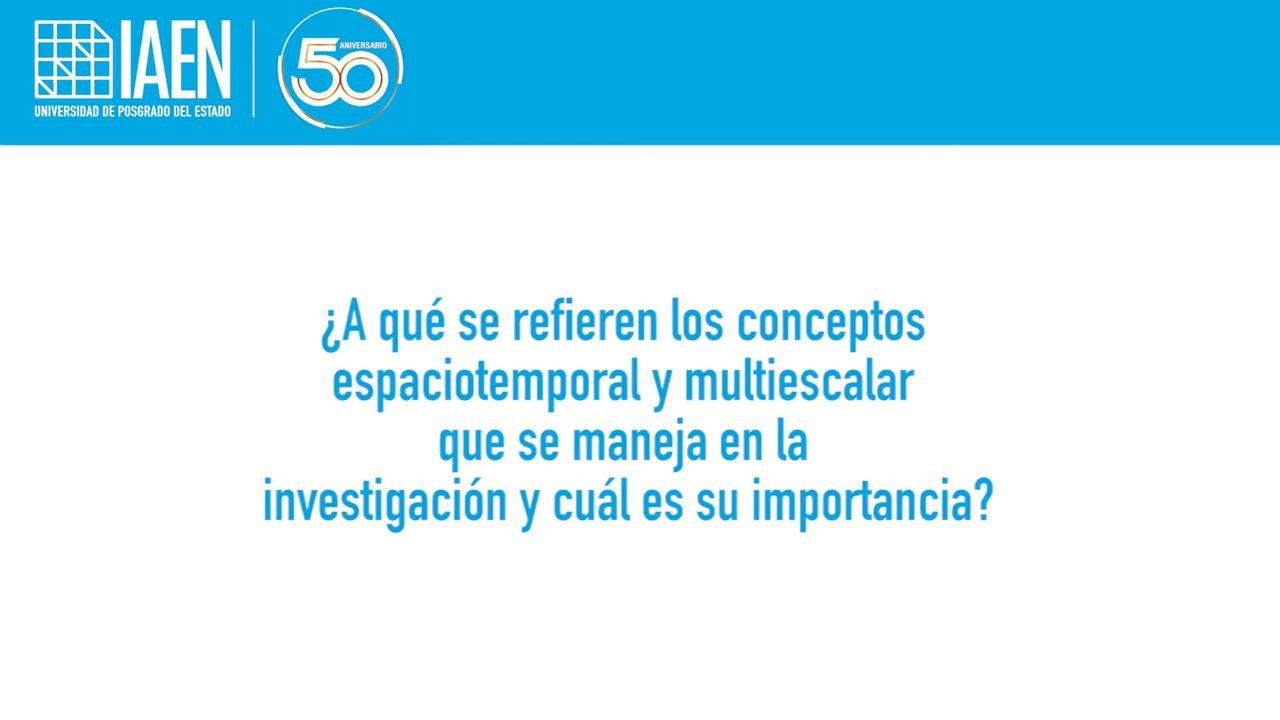 IAEN
UNIVERSIDAD DE POSGRADO DEL ESTADO
50
ANIVERSARIO
¿A qué se refieren los conceptos
espaciotemporal y multiescalar
que se maneja en la
investigación y cuál es su importancia?